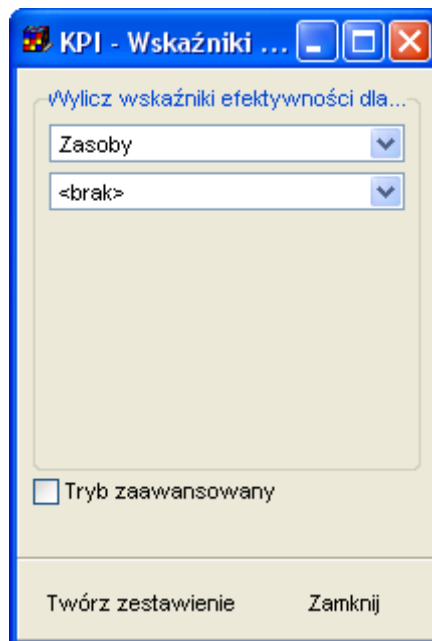 KPI - Wskaźniki ...
Wylicz wskaźniki efektywności dla...
Zasoby
<brak>
Tryb zaawansowany
Twórz zestawienie Zamknij